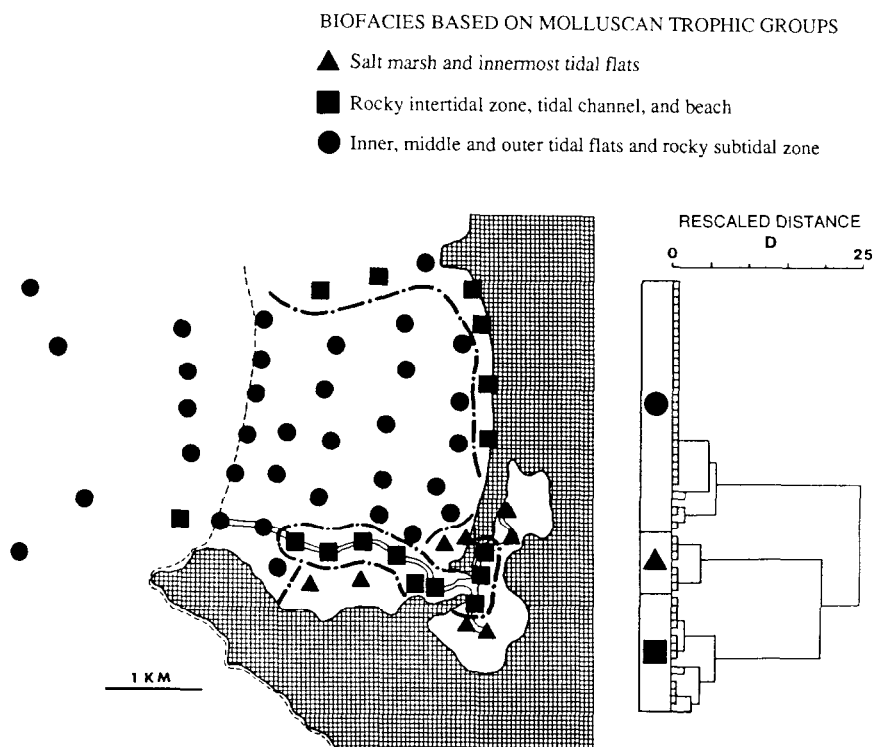 BIOFACIES BASED ON MOLLUSCAN TROPHIC GROUPS
Salt marsh and innermost tidal flats
Rocky intertidal zone, tidal channel, and beach
Inner, middle and outer tidal flats and rocky subtidal zone
RESCALED DISTANCE
D
0 25
1 KM